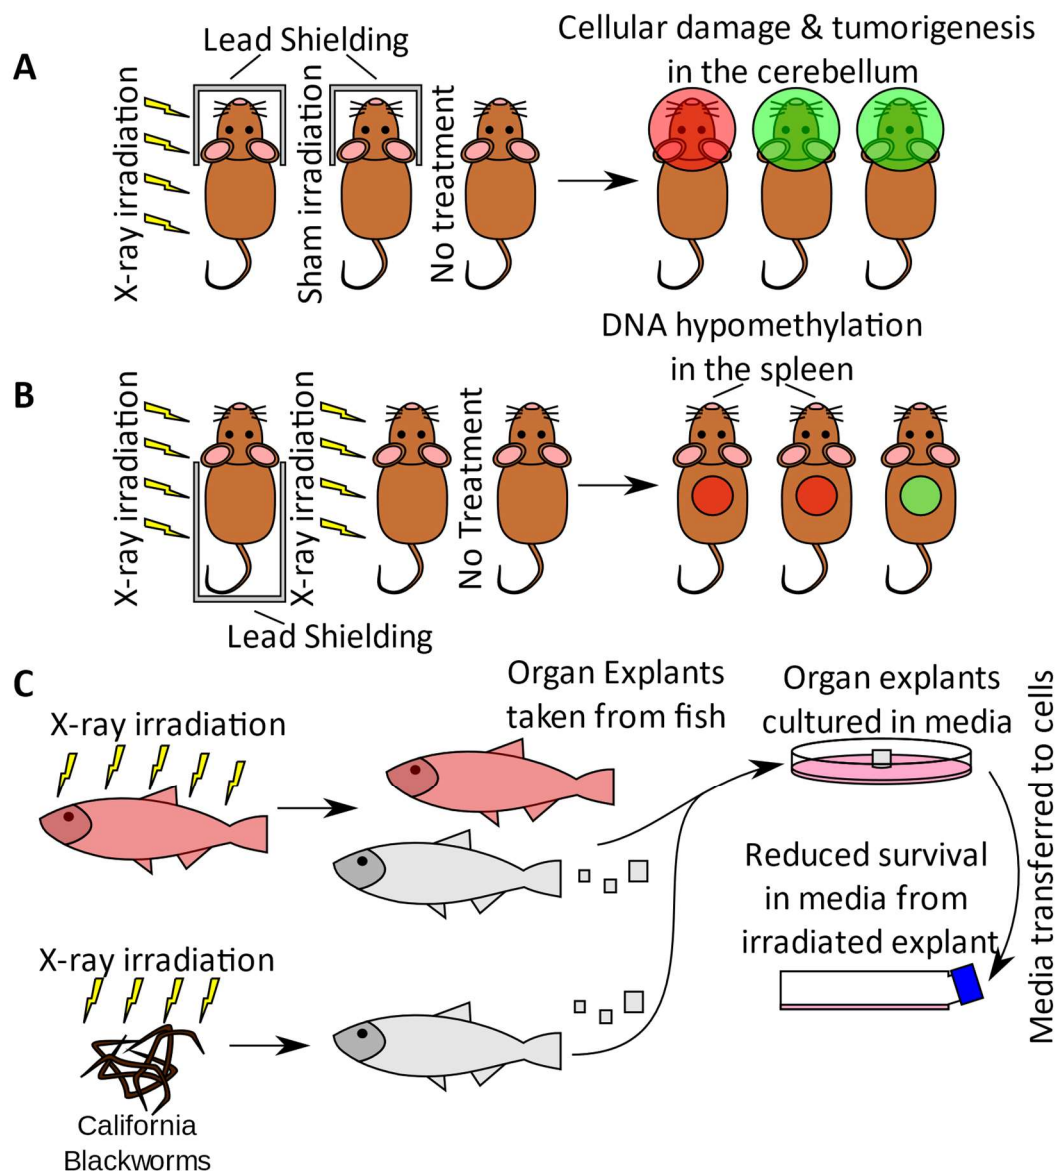 A
Lead Shielding
Cellular damage & tumorigenesis
in the cerebellum
X-ray irradiation
Sham irradiation
No treatment
B
DNA hypomethylation
in the spleen
X-ray irradiation
X-ray irradiation
No Treatment
Lead Shielding
C
X-ray irradiation
Organ Explants
taken from fish
Organ explants
cultured in media
Media transferred to cells
Reduced survival
in media from
irradiated explant
X-ray irradiation
California
Blackworms